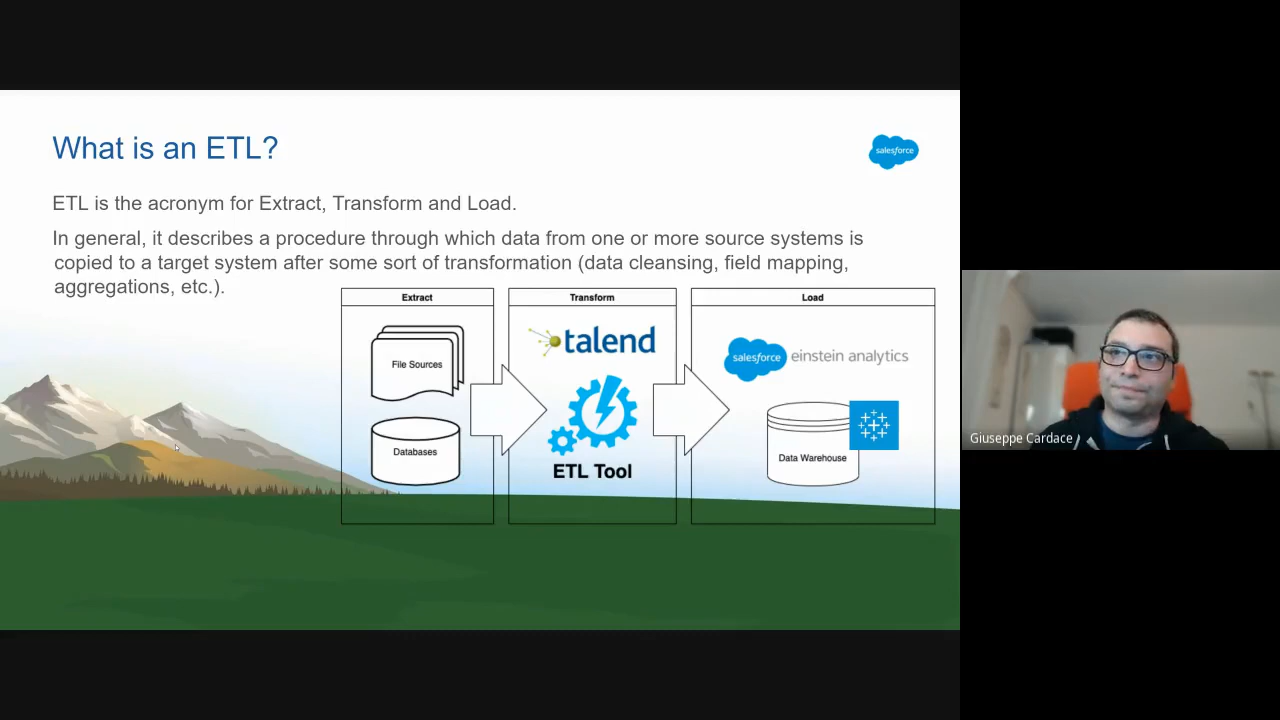 What is an ETL?
salesforce
ETL is the acronym for Extract, Transform and Load.
In general, it describes a procedure through which data from one or more source systems is
copied to a target system after some sort of transformation (data cleansing, field mapping,
aggregations, etc.).
Extract
File Sources
Databases
Transform
talend
ETL Tool
Load
salesforce einstein analytics
Data Warehouse
Giuseppe Cardace